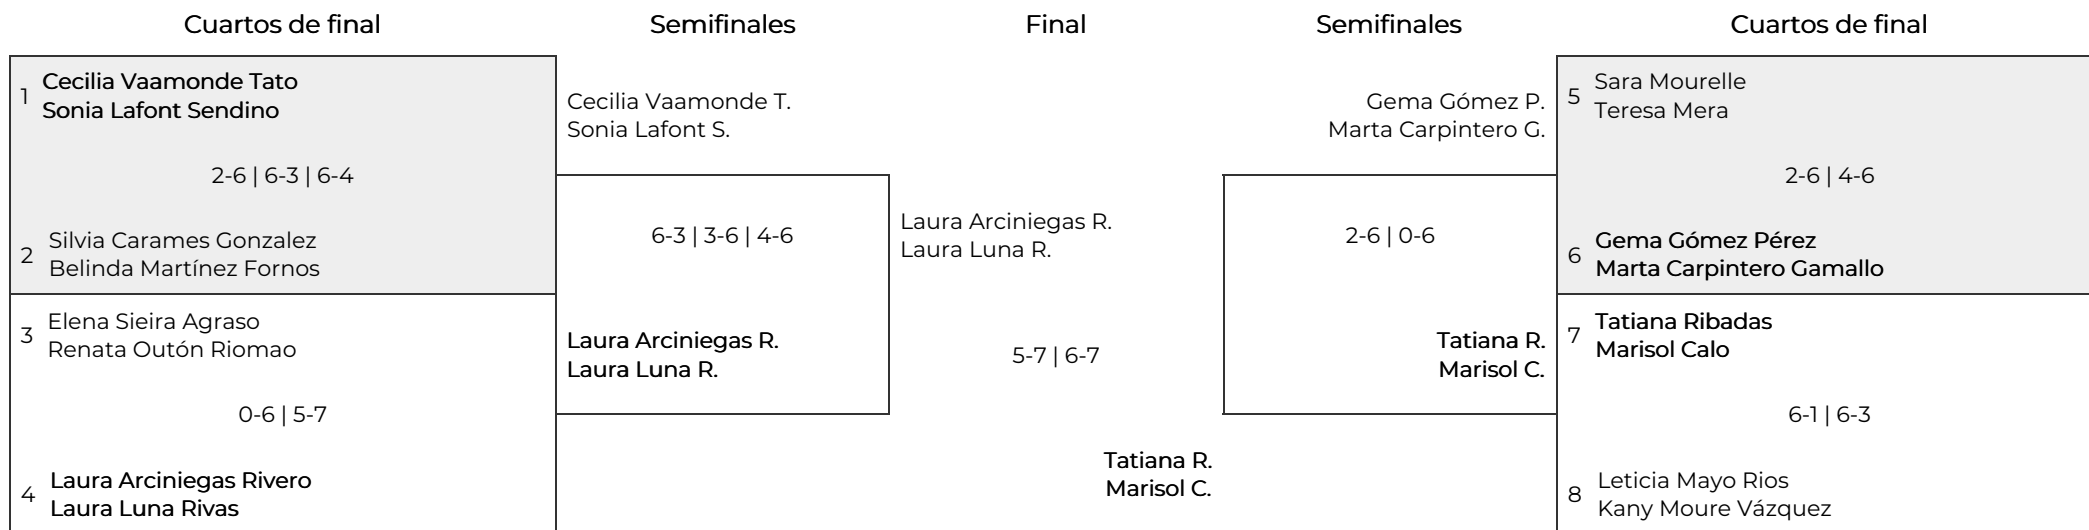 Cuartos de final
Semifinales
Final
Semifinales
Cuartos de final
1
Cecilia Vaamonde Tato
Sonia Lafont Sendino
2-6 | 6-3 | 6-4
2
Silvia Carames Gonzalez
Belinda Martínez Fornos
3
Elena Sieira Agraso
Renata Outón Riomao
0-6 | 5-7
4
Laura Arciniegas Rivero
Laura Luna Rivas
Cecilia Vaamonde T.
Sonia Lafont S.
6-3 | 3-6 | 4-6
Laura Arciniegas R.
Laura Luna R.
Laura Arciniegas R.
Laura Luna R.
5-7 | 6-7
Tatiana R.
Marisol C.
Gema Gómez P.
Marta Carpintero G.
2-6 | 0-6
Tatiana R.
Marisol C.
5
Sara Mourelle
Teresa Mera
2-6 | 4-6
6
Gema Gómez Pérez
Marta Carpintero Gamallo
7
Tatiana Ribadas
Marisol Calo
6-1 | 6-3
8
Leticia Mayo Rios
Kany Moure Vázquez